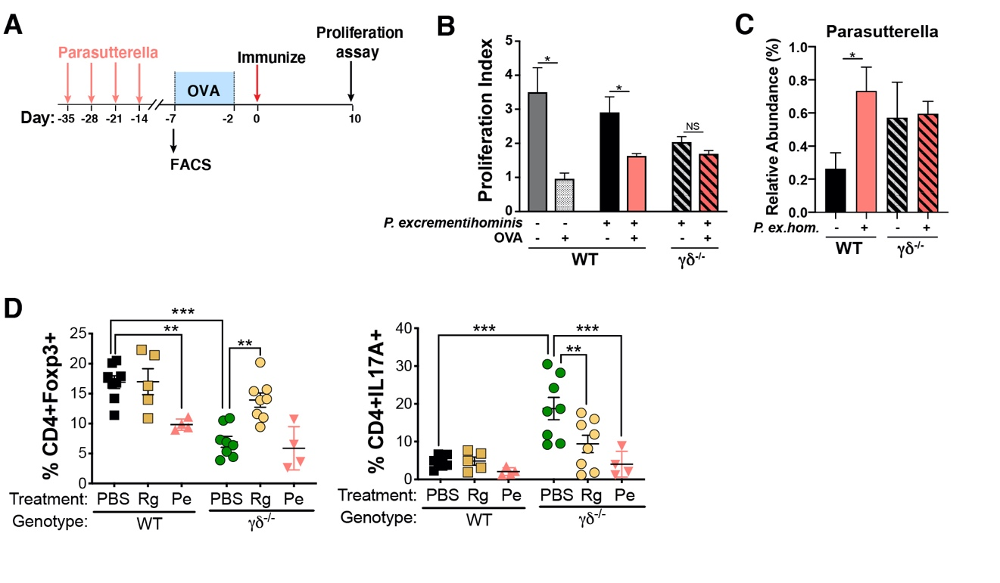 A
Parasutterella
Immunize
Proliferation
assay
OVA
Day: -35 -28 -21 -14 -7 -2 0 10
FACS
B
Proliferation Index
5
4
3
2
1
0
* * NS
P. excrementihominis - - + + + +
OVA - + - + - +
WT γδ-/-
C
Parasutterella
Relative Abundance (%)
1.0
0.8
0.6
0.4
0.2
0.0
*
P. ex.hom. - + - +
WT γδ-/-
D
% CD4+Foxp3+
25
20
15
10
5
0
***
**
**
Treatment: PBS Rg Pe PBS Rg Pe
Genotype: WT γδ-/-
% CD4+IL17A+
40
30
20
10
0
*** ***
**
Treatment: PBS Rg Pe PBS Rg Pe
Genotype: WT γδ-/-